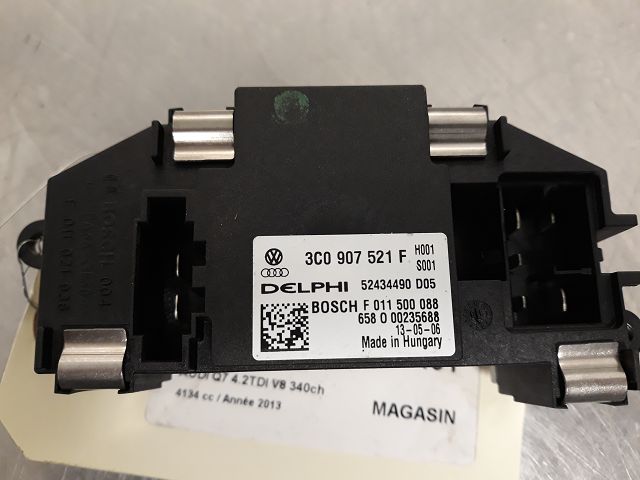 3C0 907 521 F H001
S001
DELPHI 52434490 D05
BOSCH F 011 500 088
658 0 00235688
13-05-06
Made in Hungary
Q7 4.2TDI V8 340ch
4134 cc / Année 2013
MAGASIN